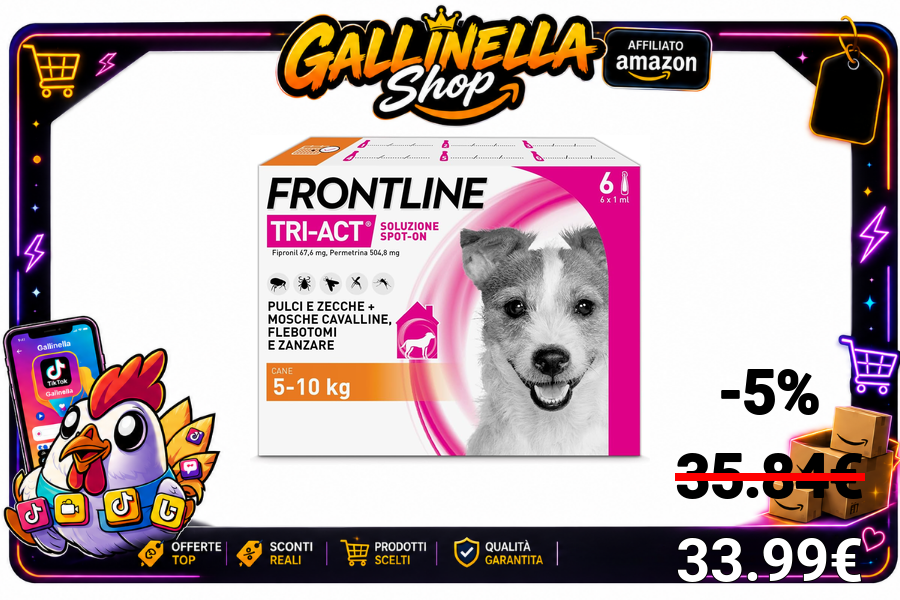 GALLINELLA
Shop
AFFILIATO
amazon
FRONTLINE
TRI-ACT®
SOLUZIONE
SPOT-ON
Fipronil 67,6 mg, Permetrina 504,8 mg
6
6 x 1 ml
PULCI E ZECCHE +
MOSCHE CAVALLINE,
FLEBOTOMI
E ZANZARE
CANE
5-10 kg
Gallinella
TikTok
Gallinella
-5%
35.84€
33.99€
OFFERTE
TOP
SCONTI
REALI
PRODOTTI
SCELTI
QUALITÀ
GARANTITA